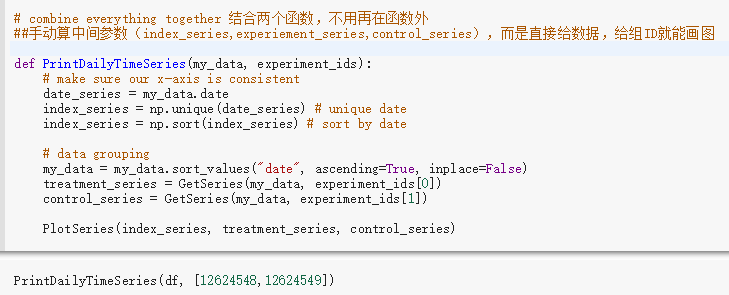 # combine everything together 结合两个函数，不用再在函数外
##手动算中间参数（index_series,experiement_series,control_series），而是直接给数据，给组ID就能画图
def PrintDailyTimeSeries(my_data, experiment_ids):
# make sure our x-axis is consistent
date_series = my_data.date
index_series = np.unique(date_series) # unique date
index_series = np.sort(index_series) # sort by date
# data grouping
my_data = my_data.sort_values("date", ascending=True, inplace=False)
treatment_series = GetSeries(my_data, experiment_ids[0])
control_series = GetSeries(my_data, experiment_ids[1])
PlotSeries(index_series, treatment_series, control_series)
PrintDailyTimeSeries(df, [12624548,12624549])